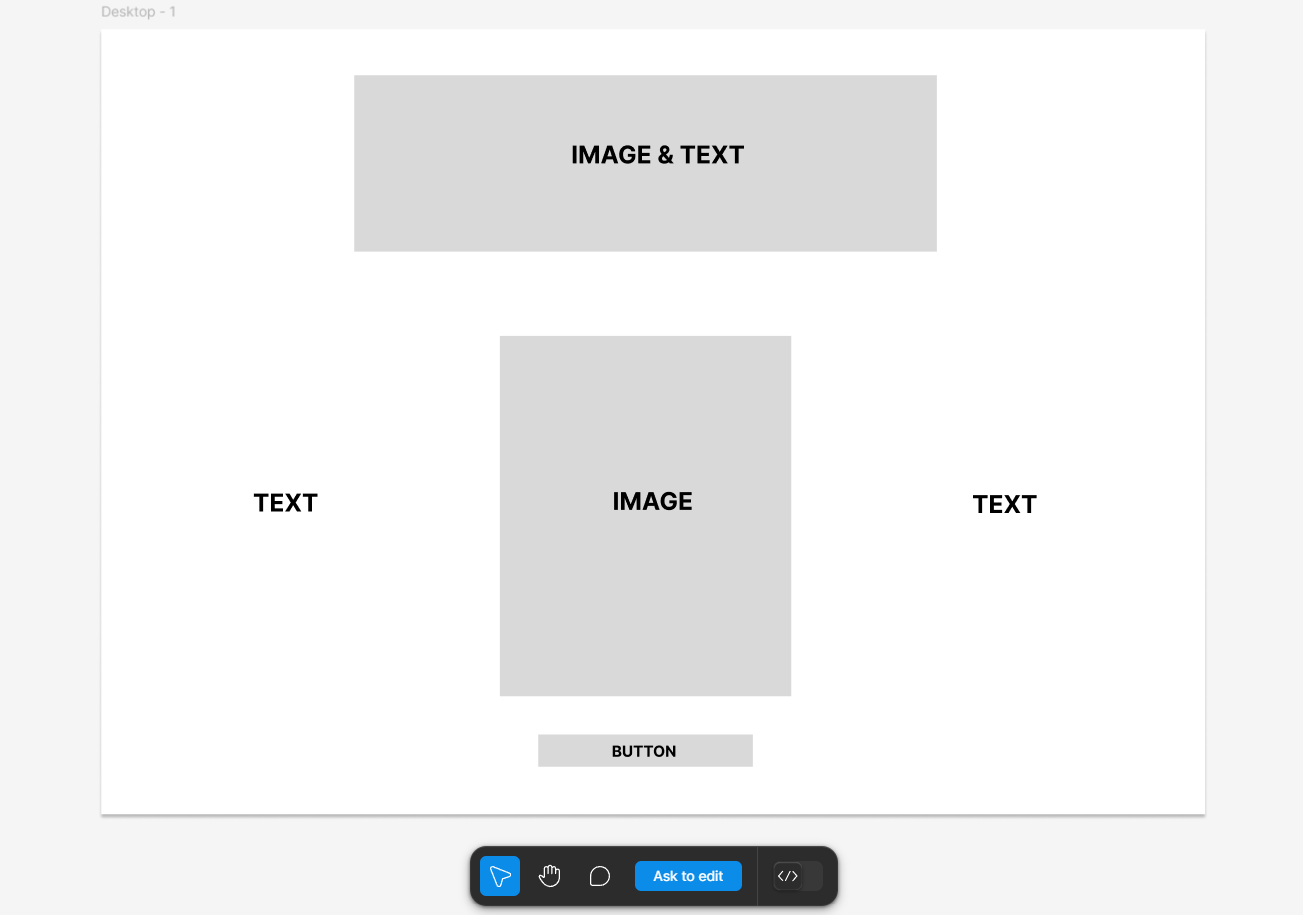 Desktop - 1
IMAGE & TEXT
TEXT
IMAGE
TEXT
BUTTON
Ask to edit